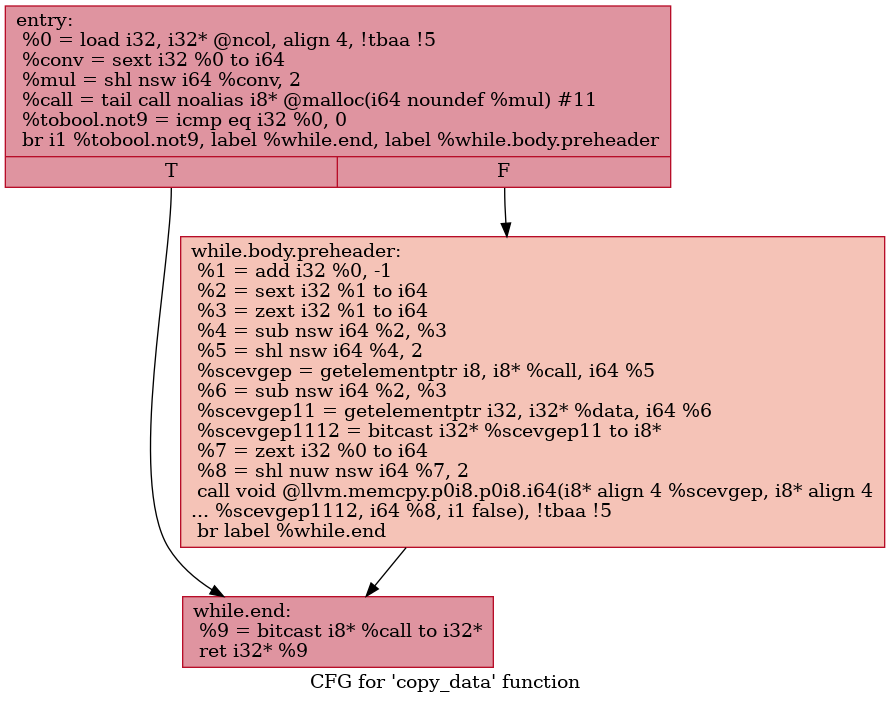 entry:
%0 = load i32, i32* @ncol, align 4, !tbaa !5
%conv = sext i32 %0 to i64
%mul = shl nsw i64 %conv, 2
%call = tail call noalias i8* @malloc(i64 noundef %mul) #11
%tobool.not9 = icmp eq i32 %0, 0
br i1 %tobool.not9, label %while.end, label %while.body.preheader
T
F
while.body.preheader:
%1 = add i32 %0, -1
%2 = sext i32 %1 to i64
%3 = zext i32 %1 to i64
%4 = sub nsw i64 %2, %3
%5 = shl nsw i64 %4, 2
%scevgep = getelementptr i8, i8* %call, i64 %5
%6 = sub nsw i64 %2, %3
%scevgep11 = getelementptr i32, i32* %data, i64 %6
%scevgep1112 = bitcast i32* %scevgep11 to i8*
%7 = zext i32 %0 to i64
%8 = shl nuw nsw i64 %7, 2
call void @llvm.memcpy.p0i8.p0i8.i64(i8* align 4 %scevgep, i8* align 4
... %scevgep1112, i64 %8, i1 false), !tbaa !5
br label %while.end
while.end:
%9 = bitcast i8* %call to i32*
ret i32* %9
CFG for 'copy_data' function